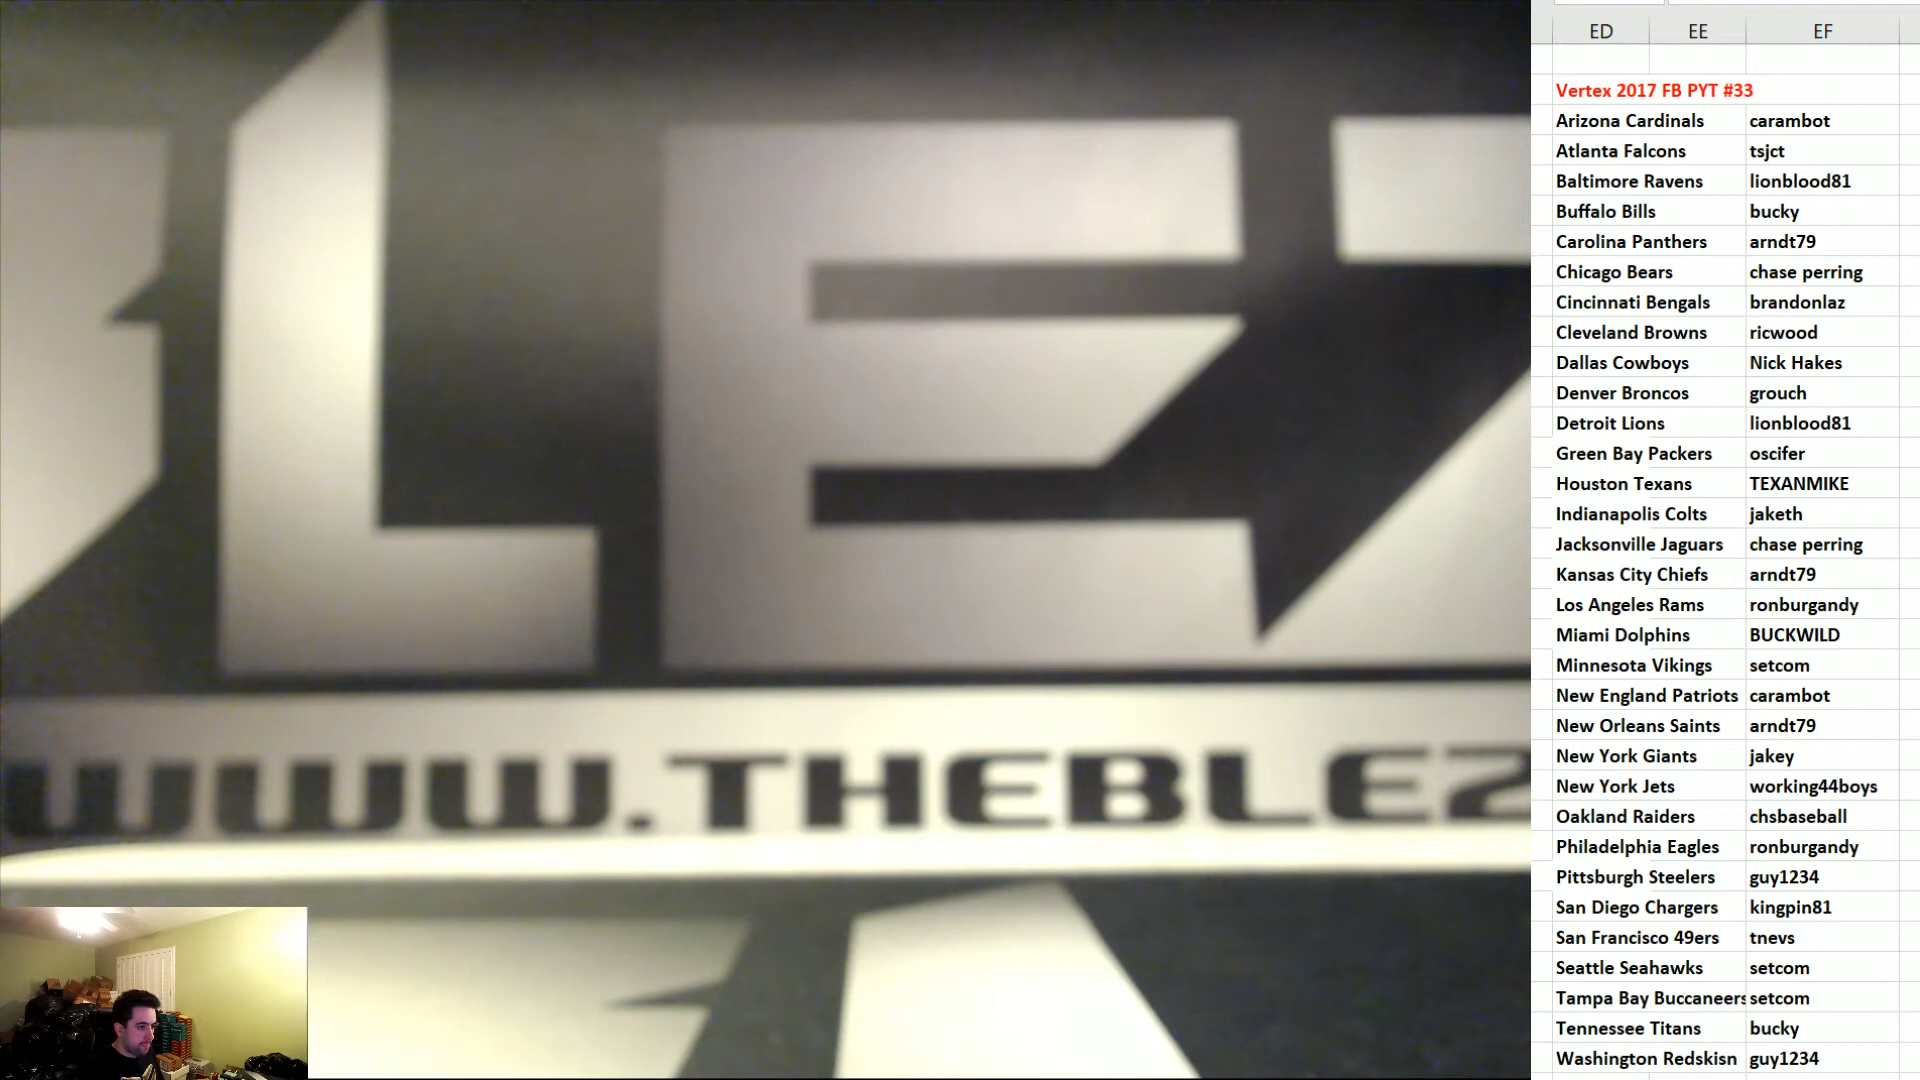 LEZ
WWW.THEBLEZ
ED EE EF
Vertex 2017 FB PYT #33
Arizona Cardinals carambot
Atlanta Falcons tsjct
Baltimore Ravens lionblood81
Buffalo Bills bucky
Carolina Panthers arndt79
Chicago Bears chase perring
Cincinnati Bengals brandonlaz
Cleveland Browns ricwood
Dallas Cowboys Nick Hakes
Denver Broncos grouch
Detroit Lions lionblood81
Green Bay Packers oscifer
Houston Texans TEXANMIKE
Indianapolis Colts jaketh
Jacksonville Jaguars chase perring
Kansas City Chiefs arndt79
Los Angeles Rams ronburgandy
Miami Dolphins BUCKWILD
Minnesota Vikings setcom
New England Patriots carambot
New Orleans Saints arndt79
New York Giants jakey
New York Jets working44boys
Oakland Raiders chsbaseball
Philadelphia Eagles ronburgandy
Pittsburgh Steelers guy1234
San Diego Chargers kingpin81
San Francisco 49ers tnevs
Seattle Seahawks setcom
Tampa Bay Buccaneers setcom
Tennessee Titans bucky
Washington Redskisn guy1234